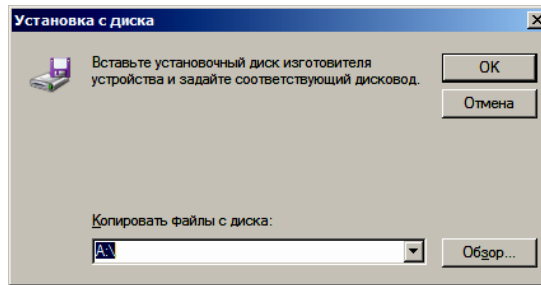 Установка с диска
Вставьте установочный диск изготовителя
устройства и задайте соответствующий дисковод.
OK
Отмена
Копировать файлы с диска:
A:\
Обзор...